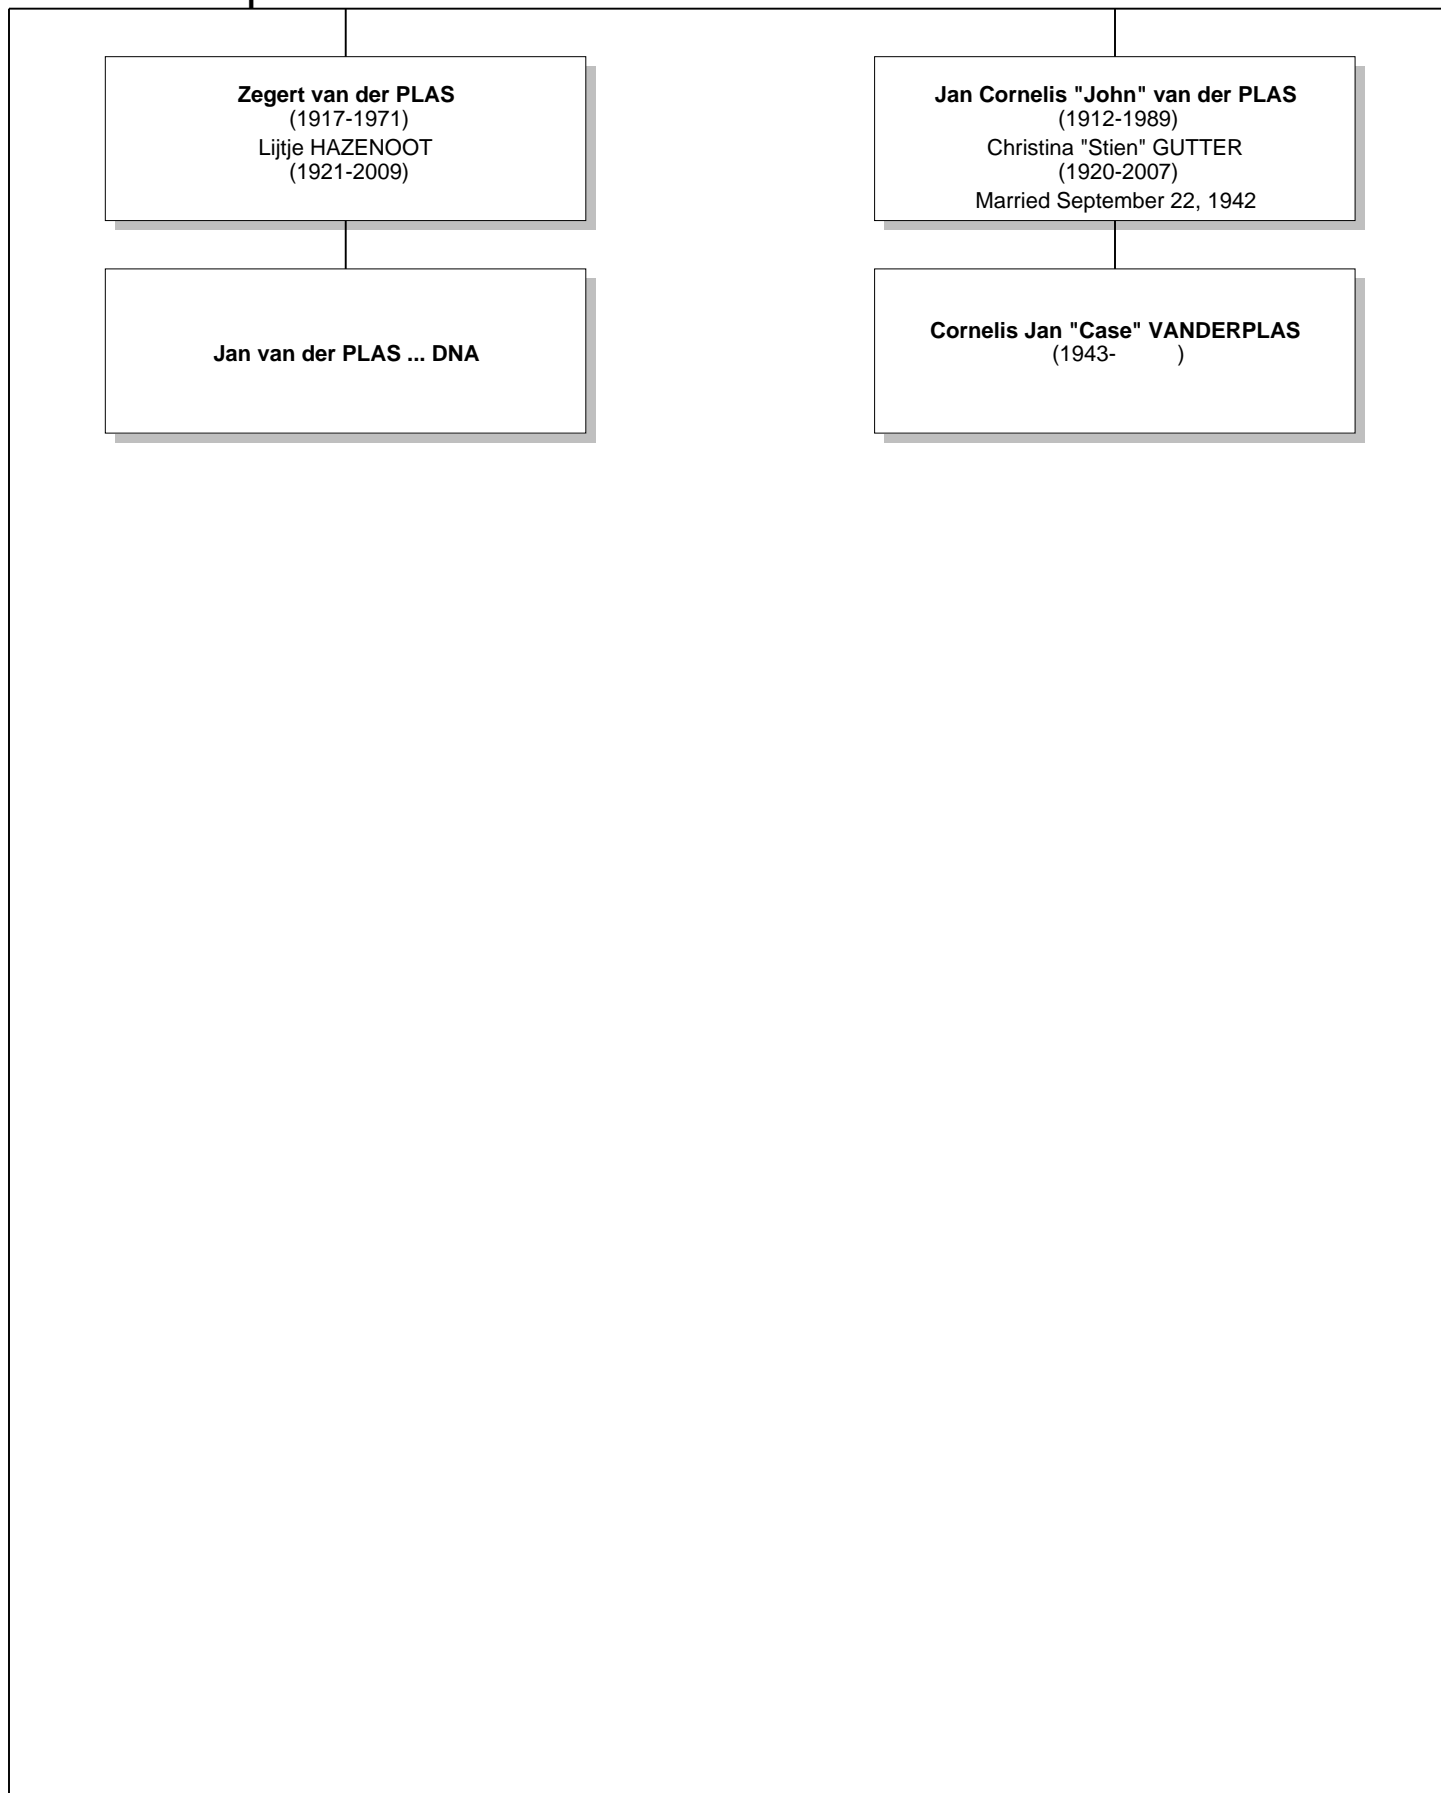 Zegert van der PLAS
(1917-1971)
Lijtje HAZENOOT
(1921-2009)
Jan Cornelis "John" van der PLAS
(1912-1989)
Christina "Stien" GUTTER
(1920-2007)
Married September 22, 1942
Jan van der PLAS ... DNA
Cornelis Jan "Case" VANDERPLAS
(1943-          )